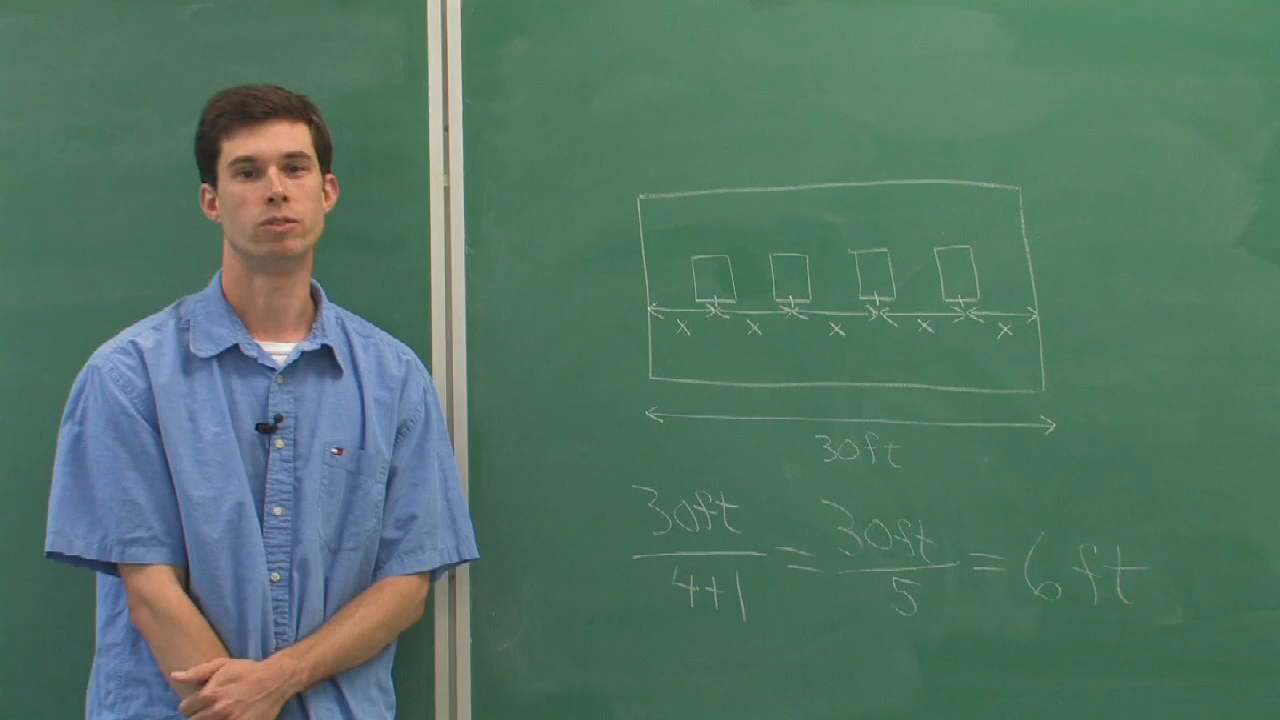 x x x x x
30ft
30ft/4+1 = 30ft/5 = 6ft